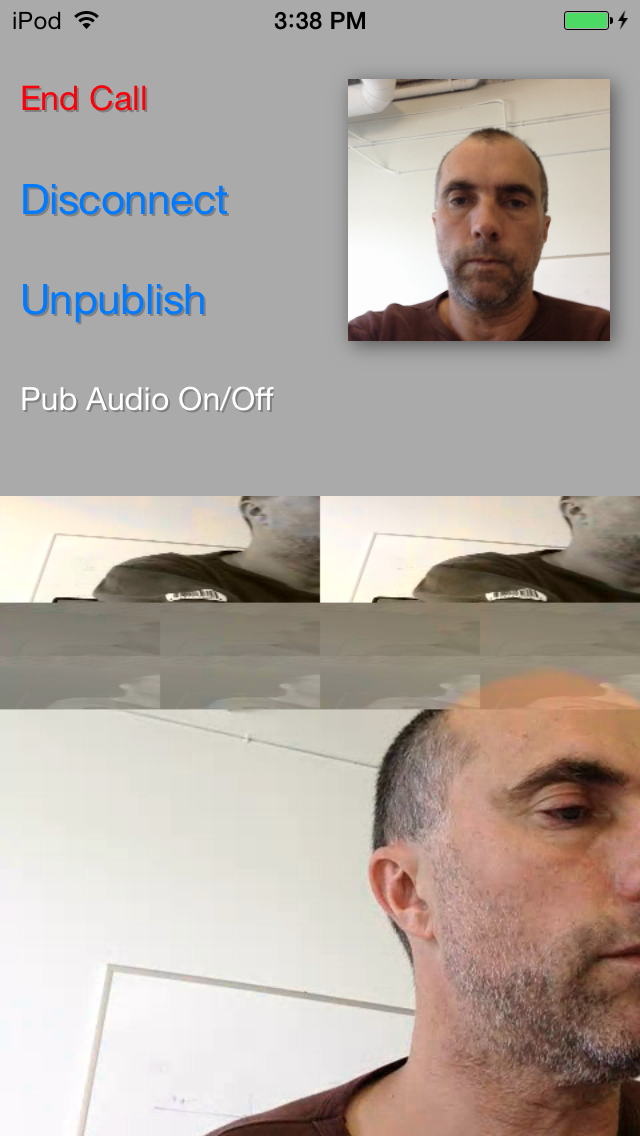 iPod 3:38 PM
End Call
Disconnect
Unpublish
Pub Audio On/Off